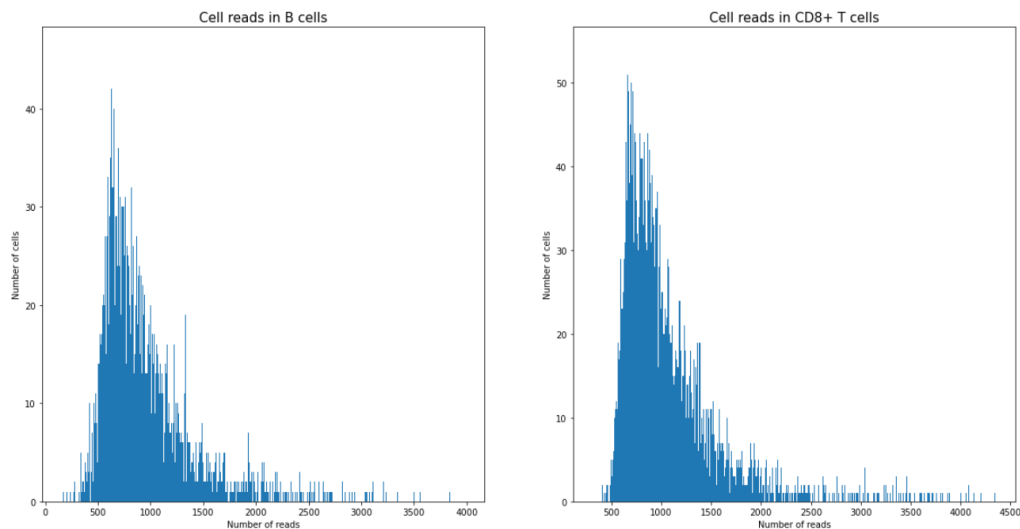 Cell reads in B cells
Number of cells
40
30
20
10
0
0 500 1000 1500 2000 2500 3000 3500 4000
Number of reads
Cell reads in CD8+ T cells
Number of cells
50
40
30
20
10
0
500 1000 1500 2000 2500 3000 3500 4000 4500
Number of reads